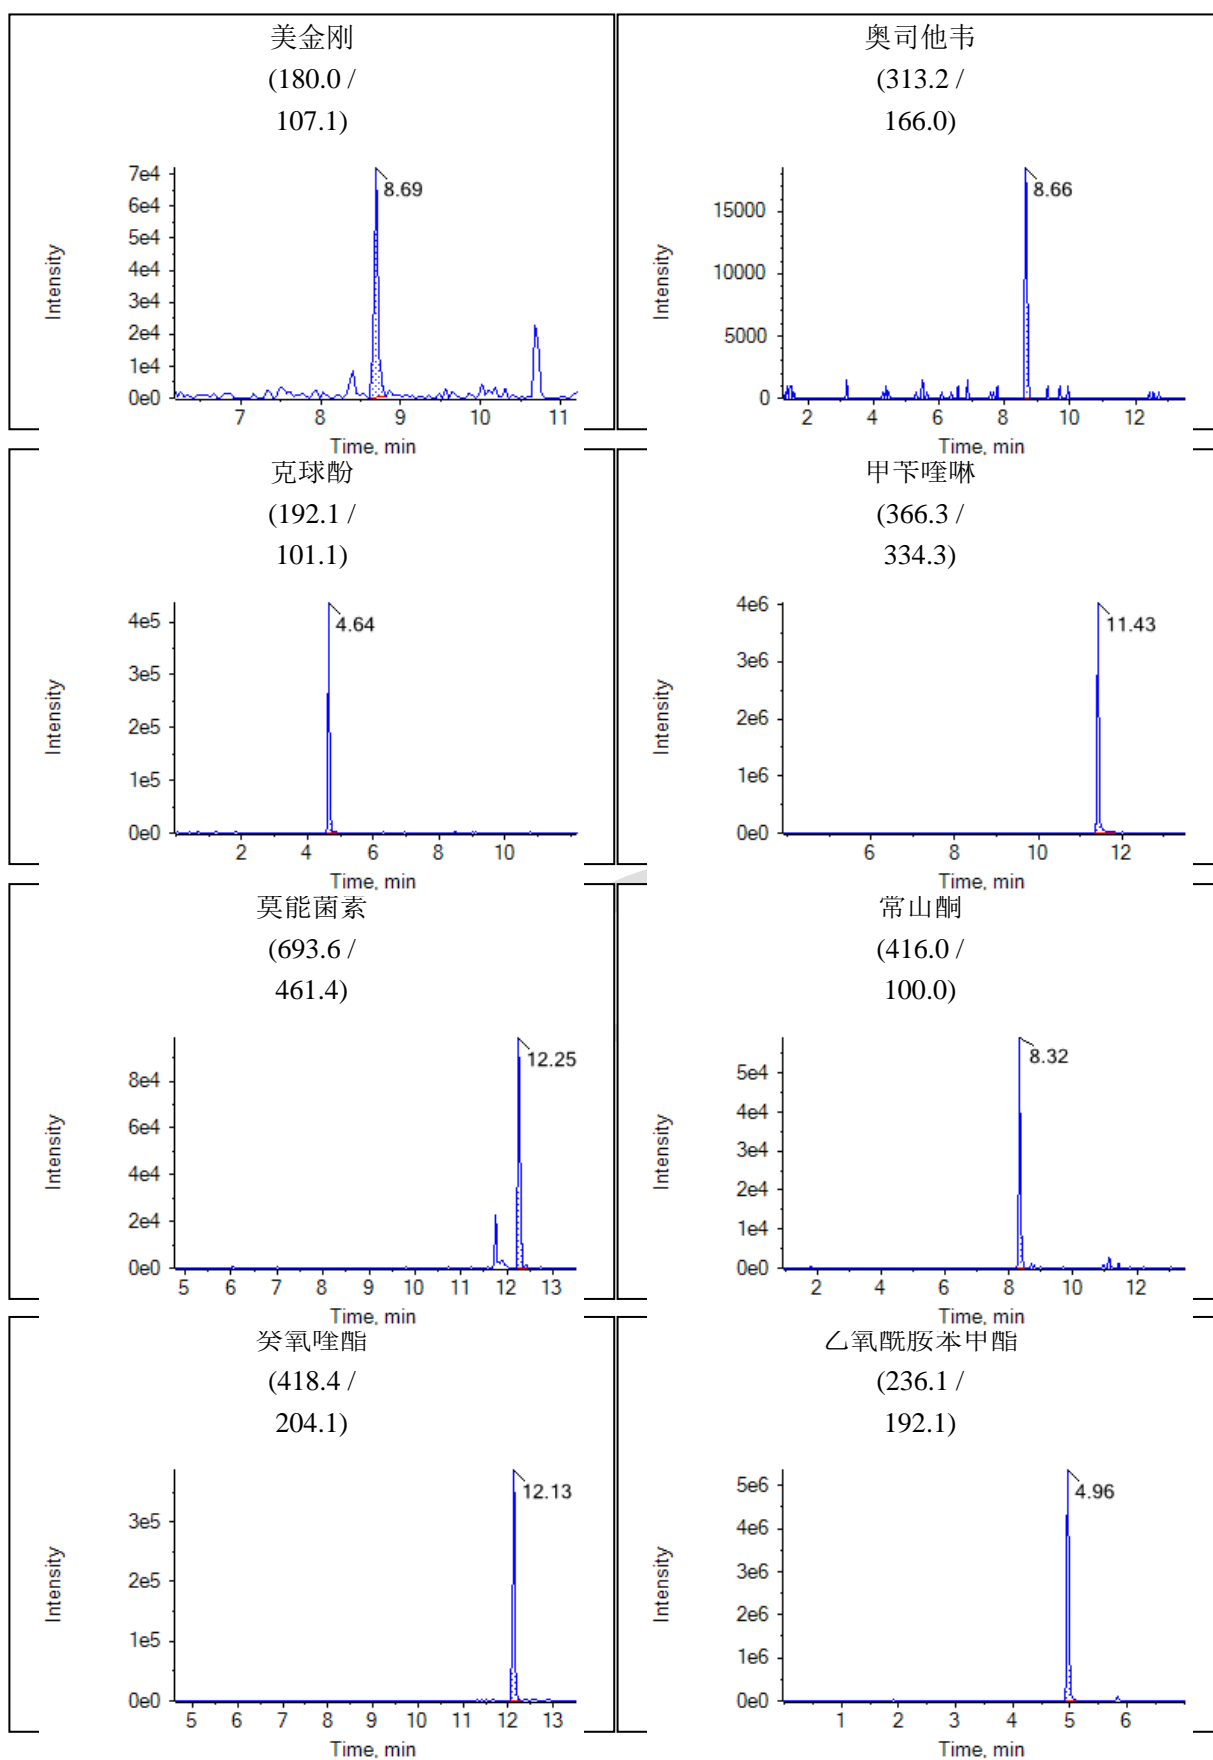 美金刚
(180.0 /
107.1)
7e4
6e4
5e4
4e4
3e4
2e4
1e4
0e0
Intensity
8.69
7 8 9 10 11
Time, min
奥司他韦
(313.2 /
166.0)
15000
10000
5000
0
Intensity
8.66
2 4 6 8 10 12
Time, min
克球酚
(192.1 /
101.1)
4e5
3e5
2e5
1e5
0e0
Intensity
4.64
2 4 6 8 10
Time, min
甲苄喹啉
(366.3 /
334.3)
4e6
3e6
2e6
1e6
0e0
Intensity
11.43
6 8 10 12
Time, min
莫能菌素
(693.6 /
461.4)
8e4
6e4
4e4
2e4
0e0
Intensity
12.25
5 6 7 8 9 10 11 12 13
Time, min
常山酮
(416.0 /
100.0)
5e4
4e4
3e4
2e4
1e4
0e0
Intensity
8.32
2 4 6 8 10 12
Time, min
癸氧喹酯
(418.4 /
204.1)
3e5
2e5
1e5
0e0
Intensity
12.13
5 6 7 8 9 10 11 12 13
Time, min
乙氧酰胺苯甲酯
(236.1 /
192.1)
5e6
4e6
3e6
2e6
1e6
0e0
Intensity
4.96
1 2 3 4 5 6
Time, min